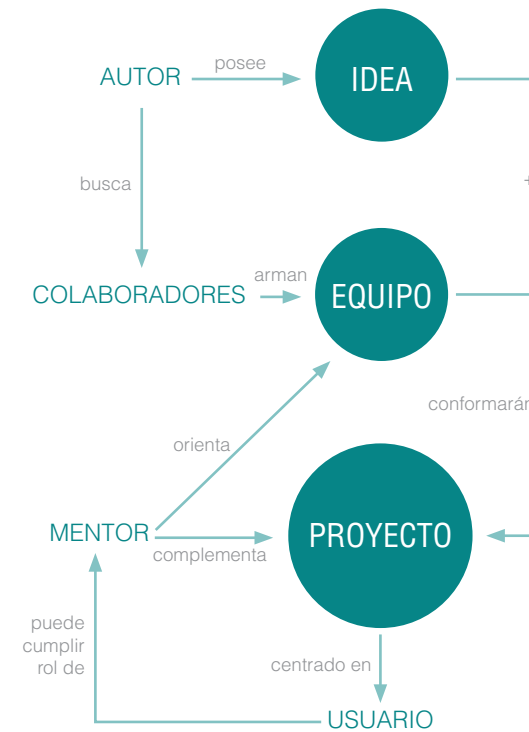 posee
AUTOR
IDEA
busca
+
arman
COLABORADORES
EQUIPO
conformarán
orienta
MENTOR
PROYECTO
complementa
puede
cumplir
rol de
centrado en
USUARIO